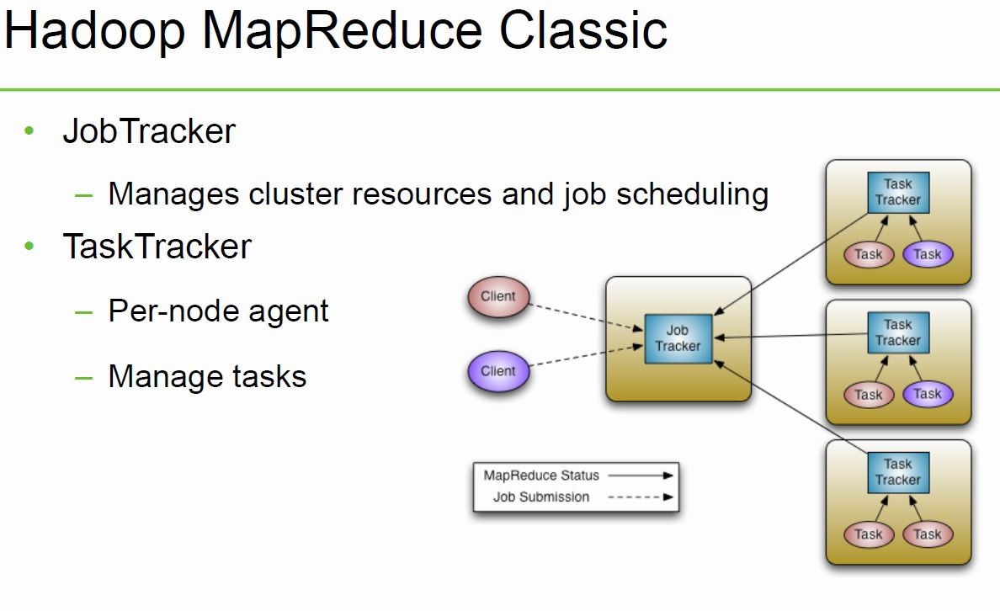 Hadoop MapReduce Classic
• JobTracker
– Manages cluster resources and job scheduling
• TaskTracker
– Per-node agent
– Manage tasks
Client
Client
Job
Tracker
Task
Tracker
Task Task
Task
Tracker
Task Task
Task
Tracker
Task Task
MapReduce Status
Job Submission